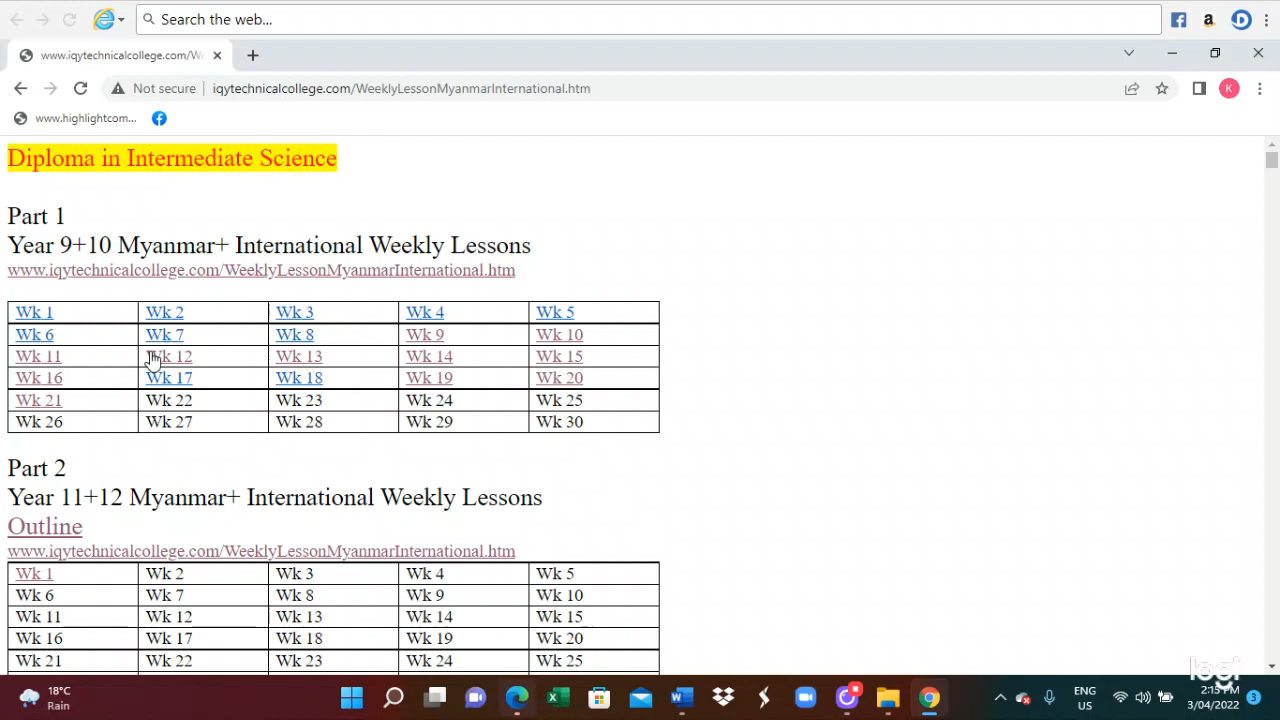 Search the web...
www.iqytechnicalcollege.com/We
Not secure iqytechnicalcollege.com/WeeklyLessonMyanmarInternational.htm
K
www.highlightcom...
Diploma in Intermediate Science
Part 1
Year 9+10 Myanmar+ International Weekly Lessons
www.iqytechnicalcollege.com/WeeklyLessonMyanmarInternational.htm
Wk 1 Wk 2 Wk 3 Wk 4 Wk 5
Wk 6 Wk 7 Wk 8 Wk 9 Wk 10
Wk 11 Wk 12 Wk 13 Wk 14 Wk 15
Wk 16 Wk 17 Wk 18 Wk 19 Wk 20
Wk 21 Wk 22 Wk 23 Wk 24 Wk 25
Wk 26 Wk 27 Wk 28 Wk 29 Wk 30
Part 2
Year 11+12 Myanmar+ International Weekly Lessons
Outline
www.iqytechnicalcollege.com/WeeklyLessonMyanmarInternational.htm
Wk 1 Wk 2 Wk 3 Wk 4 Wk 5
Wk 6 Wk 7 Wk 8 Wk 9 Wk 10
Wk 11 Wk 12 Wk 13 Wk 14 Wk 15
Wk 16 Wk 17 Wk 18 Wk 19 Wk 20
Wk 21 Wk 22 Wk 23 Wk 24 Wk 25
logi
18°C
Rain
ENG
US
2:15 PM
3/04/2022
3